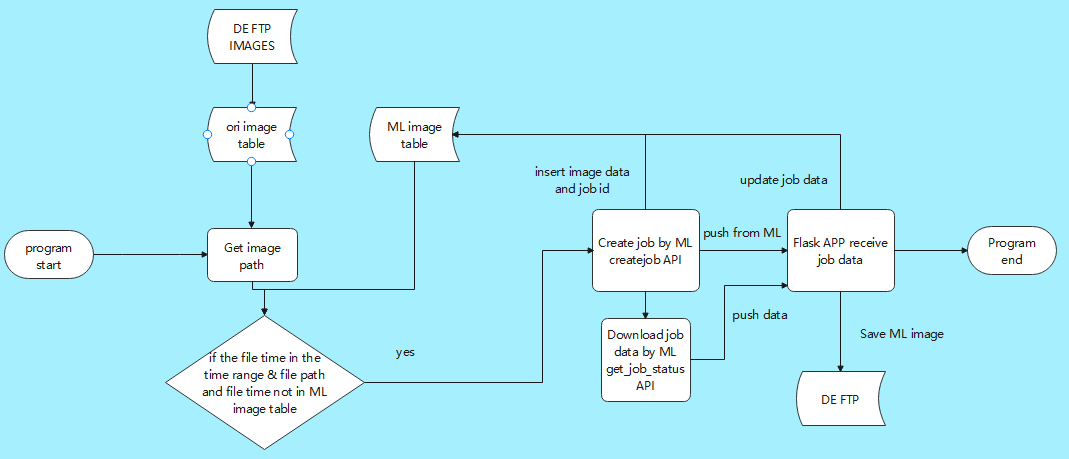 DE FTP
IMAGES
ori image
table
ML image
table
insert image data
and job id
update job data
program
start
Get image
path
Create job by ML
createjob API
push from ML
Flask APP receive
job data
Program
end
yes
if the file time in the
time range & file path
and file time not in ML
image table
Download job
data by ML
get_job_status
API
push data
Save ML image
DE FTP